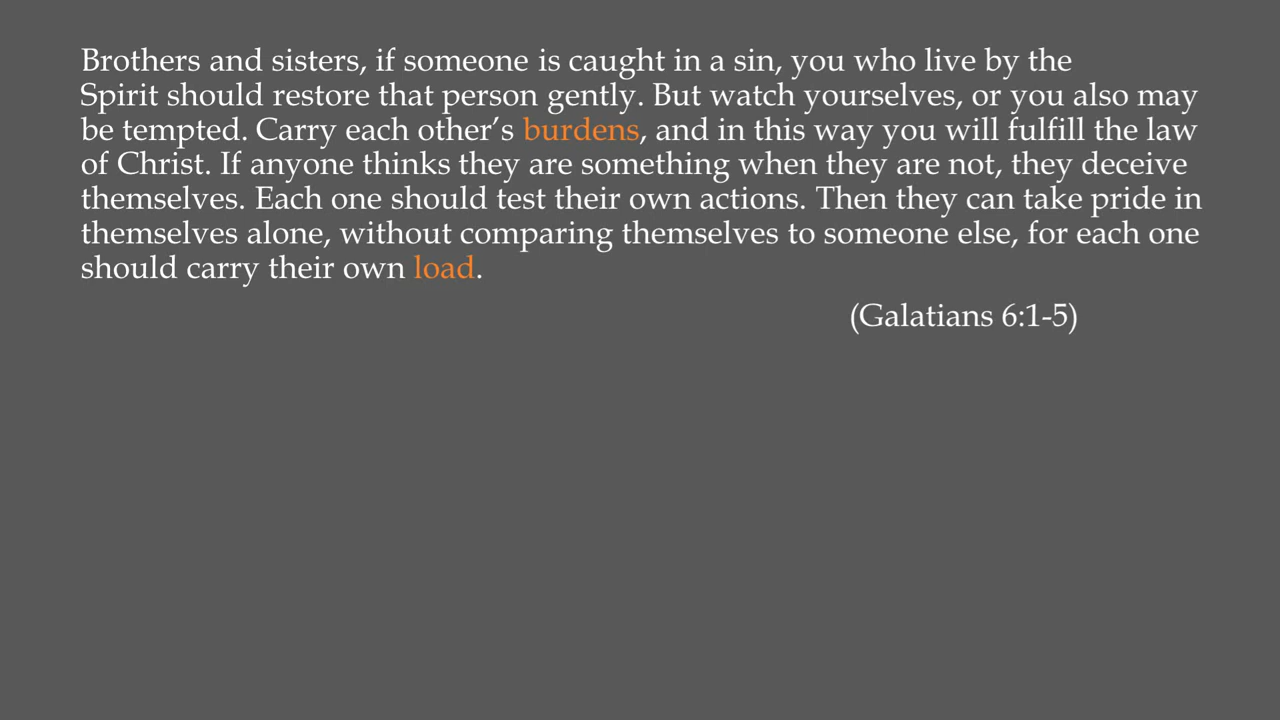 Brothers and sisters, if someone is caught in a sin, you who live by the
Spirit should restore that person gently. But watch yourselves, or you also may
be tempted. Carry each other’s burdens, and in this way you will fulfill the law
of Christ. If anyone thinks they are something when they are not, they deceive
themselves. Each one should test their own actions. Then they can take pride in
themselves alone, without comparing themselves to someone else, for each one
should carry their own load.
(Galatians 6:1-5)